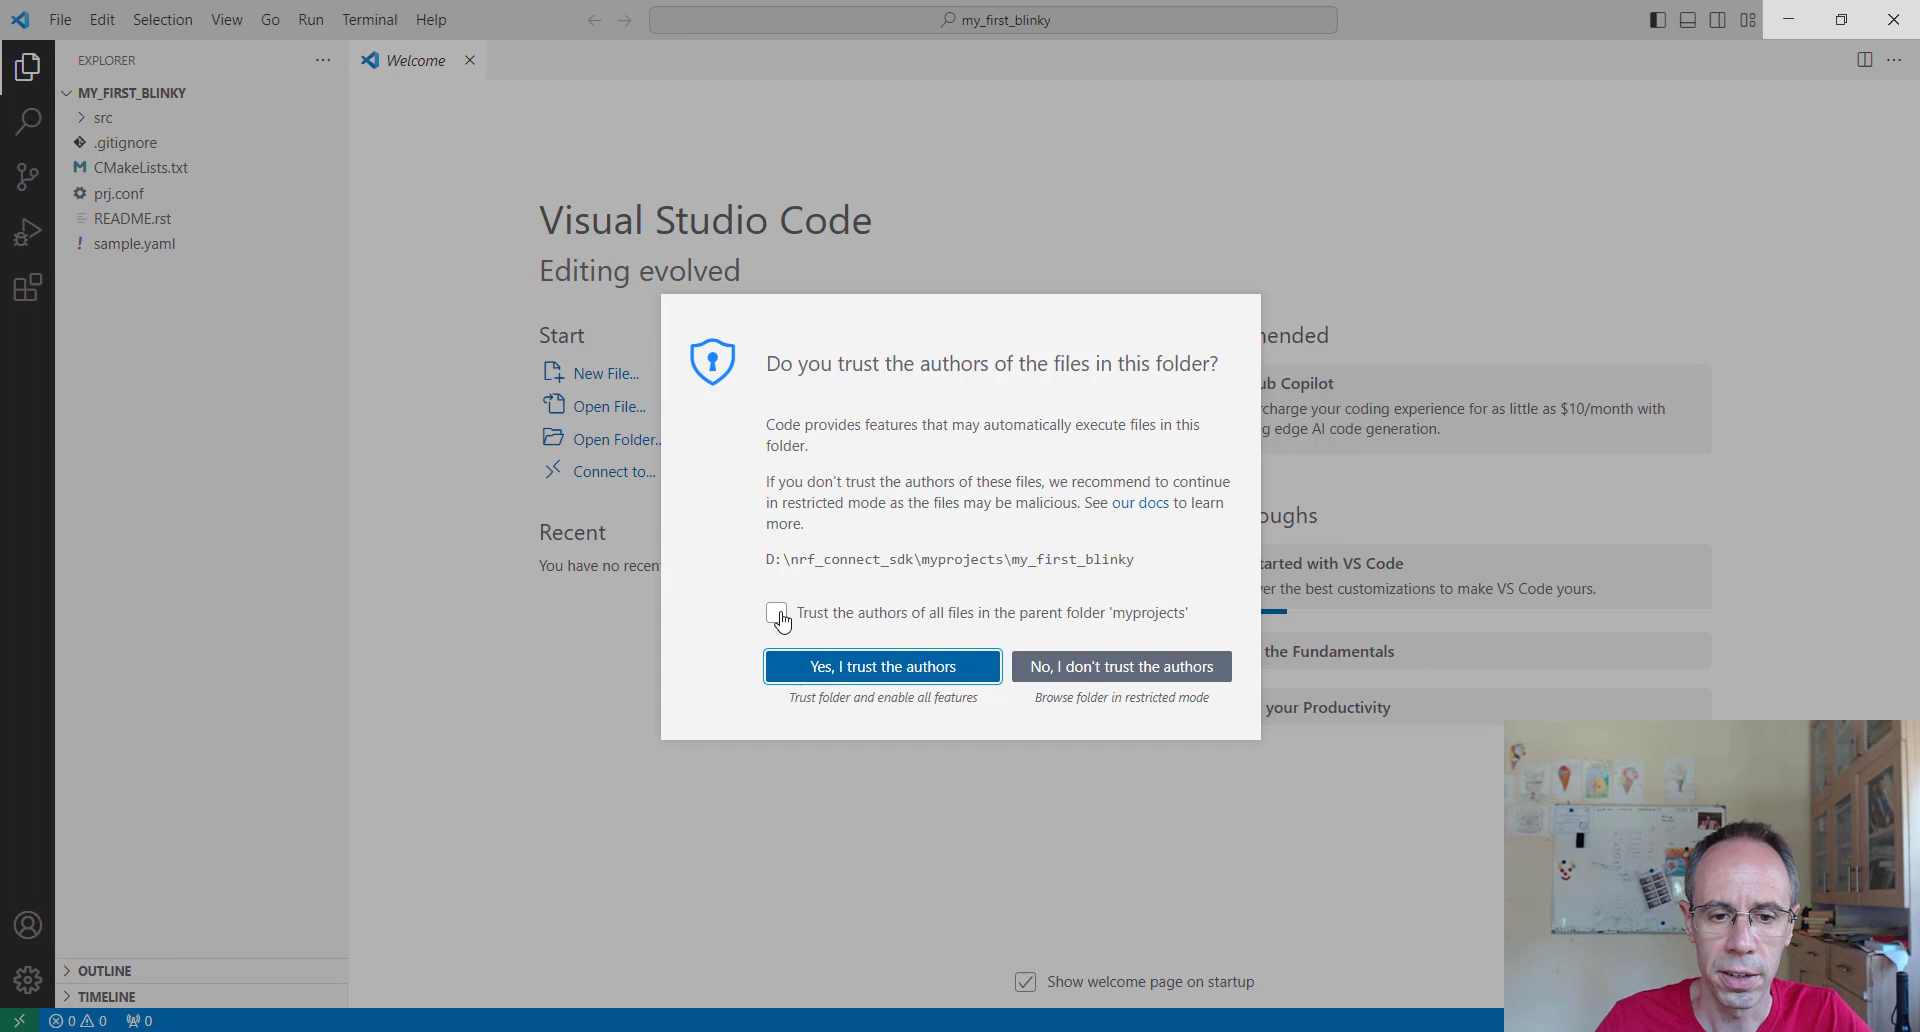 File Edit Selection View Go Run Terminal Help
my_first_blinky
EXPLORER
Welcome
MY_FIRST_BLINKY
src
.gitignore
CMakeLists.txt
prj.conf
README.rst
sample.yaml
Visual Studio Code
Editing evolved
Start
New File...
Open File...
Open Folder..
Connect to...
Recent
You have no recen
Do you trust the authors of the files in this folder?
Code provides features that may automatically execute files in this
folder.
If you don't trust the authors of these files, we recommend to continue
in restricted mode as the files may be malicious. See our docs to learn
more.
D:\nrf_connect_sdk\myprojects\my_first_blinky
Trust the authors of all files in the parent folder 'myprojects'
Yes, I trust the authors
No, I don't trust the authors
Trust folder and enable all features
Browse folder in restricted mode
ended
ub Copilot
charge your coding experience for as little as $10/month with
g edge AI code generation.
oughs
tarted with VS Code
er the best customizations to make VS Code yours.
the Fundamentals
your Productivity
Show welcome page on startup
OUTLINE
TIMELINE
0 0 0